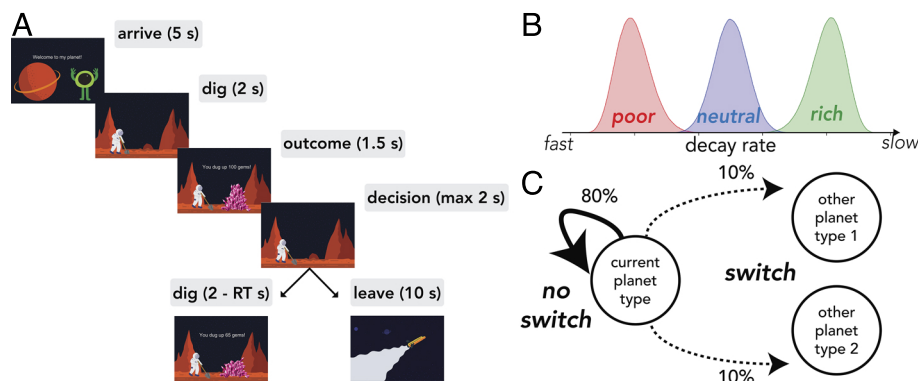 A
arrive (5 s)
Welcome to my planet!
dig (2 s)
outcome (1.5 s)
You dug up 100 gems!
decision (max 2 s)
dig (2 - RT s)
leave (10 s)
You dug up 85 gems!
B
poor
neutral
rich
fast
decay rate
slow
C
80%
10%
current
planet
type
no
switch
switch
other
planet
type 1
other
planet
type 2
10%